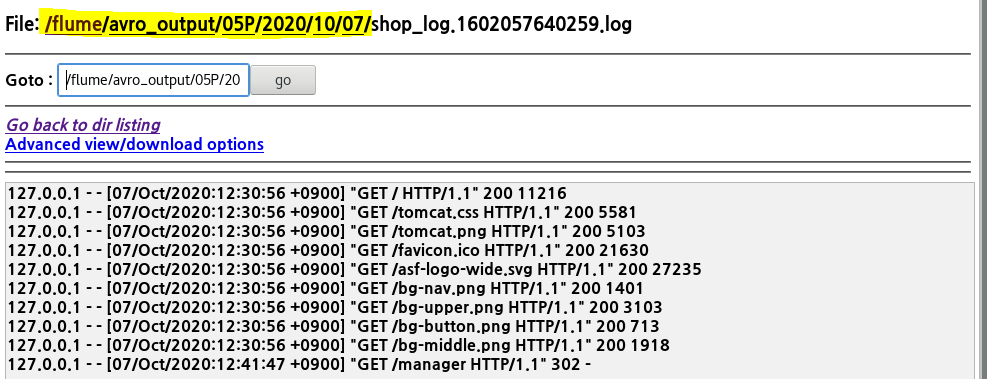 File: /flume/avro_output/05P/2020/10/07/shop_log.1602057640259.log
Goto : /flume/avro_output/05P/20 go
Go back to dir listing
Advanced view/download options
127.0.0.1 - - [07/Oct/2020:12:30:56 +0900] "GET / HTTP/1.1" 200 11216
127.0.0.1 - - [07/Oct/2020:12:30:56 +0900] "GET /tomcat.css HTTP/1.1" 200 5581
127.0.0.1 - - [07/Oct/2020:12:30:56 +0900] "GET /tomcat.png HTTP/1.1" 200 5103
127.0.0.1 - - [07/Oct/2020:12:30:56 +0900] "GET /favicon.ico HTTP/1.1" 200 21630
127.0.0.1 - - [07/Oct/2020:12:30:56 +0900] "GET /asf-logo-wide.svg HTTP/1.1" 200 27235
127.0.0.1 - - [07/Oct/2020:12:30:56 +0900] "GET /bg-nav.png HTTP/1.1" 200 1401
127.0.0.1 - - [07/Oct/2020:12:30:56 +0900] "GET /bg-upper.png HTTP/1.1" 200 3103
127.0.0.1 - - [07/Oct/2020:12:30:56 +0900] "GET /bg-button.png HTTP/1.1" 200 713
127.0.0.1 - - [07/Oct/2020:12:30:56 +0900] "GET /bg-middle.png HTTP/1.1" 200 1918
127.0.0.1 - - [07/Oct/2020:12:41:47 +0900] "GET /manager HTTP/1.1" 302 -